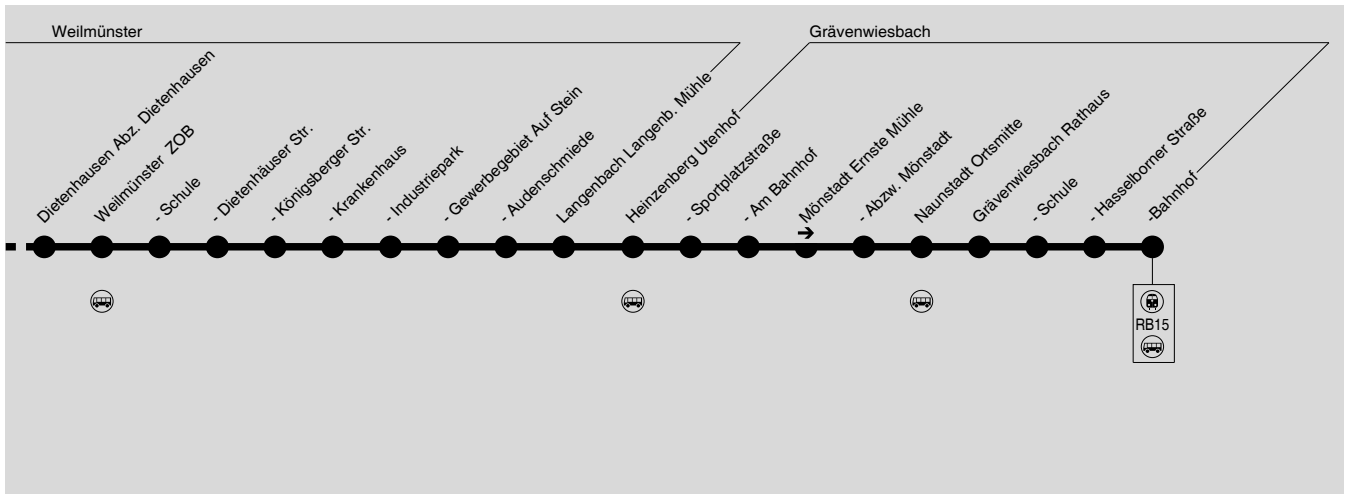 Weilmünster
Grävenwiesbach
Dietenhausen Abz. Dietenhausen
Weilmünster ZOB
- Schule
- Dietenhäuser Str.
- Königsberger Str.
- Krankenhaus
- Industriepark
- Gewerbegebiet Auf Stein
- Audenschmiede
Langenbach Langenb. Mühle
Heinzenberg Utenhof
- Sportplatzstraße
- Am Bahnhof
Mönstadt Ernste Mühle
- Abzw. Mönstadt
Naunstadt Ortsmitte
Grävenwiesbach Rathaus
- Schule
- Hasselborner Straße
-Bahnhof
RB15